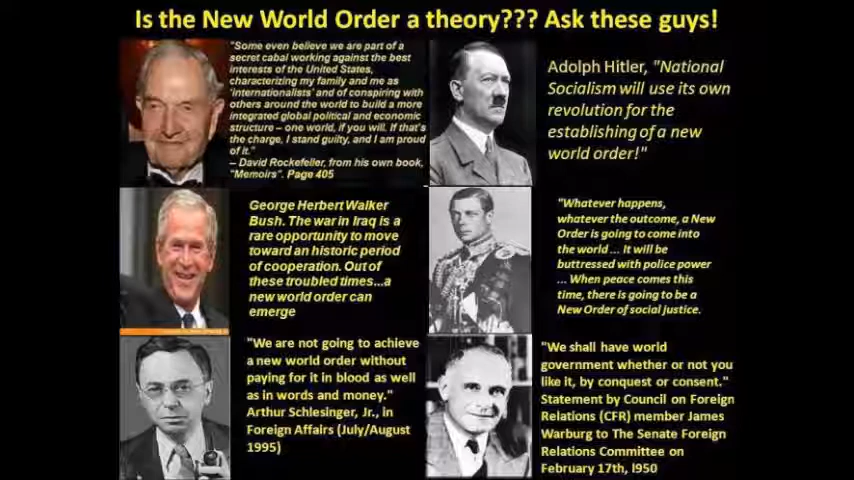 Is the New World Order a theory??? Ask these guys!
"Some even believe we are part of a
secret cabal working against the best
interests of the United States,
characterizing my family and me as
'internationalists' and of conspiring with
others around the world to build a more
integrated global political and economic
structure – one world, if you will. If that's
the charge, I stand guilty, and I am proud
of it."
– David Rockefeller, from his own book,
"Memoirs". Page 405
Adolph Hitler, "National
Socialism will use its own
revolution for the
establishing of a new
world order!"
George Herbert Walker
Bush. The war in Iraq is a
rare opportunity to move
toward an historic period
of cooperation. Out of
these troubled times...a
new world order can
emerge
"Whatever happens,
whatever the outcome, a New
Order is going to come into
the world ... It will be
buttressed with police power
... When peace comes this
time, there is going to be a
New Order of social justice.
"We are not going to achieve
a new world order without
paying for it in blood as well
as in words and money."
Arthur Schlesinger, Jr., in
Foreign Affairs (July/August
1995)
"We shall have world
government whether or not you
like it, by conquest or consent."
Statement by Council on Foreign
Relations (CFR) member James
Warburg to The Senate Foreign
Relations Committee on
February 17th, l950